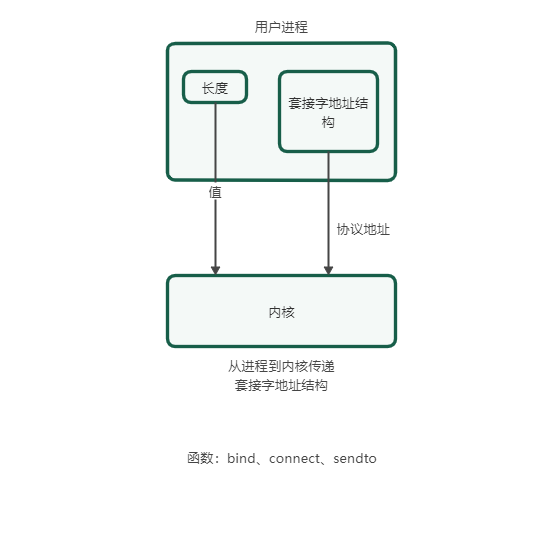 用户进程
长度
套接字地址结
构
值
协议地址
内核
从进程到内核传递
套接字地址结构
函数：bind、connect、sendto